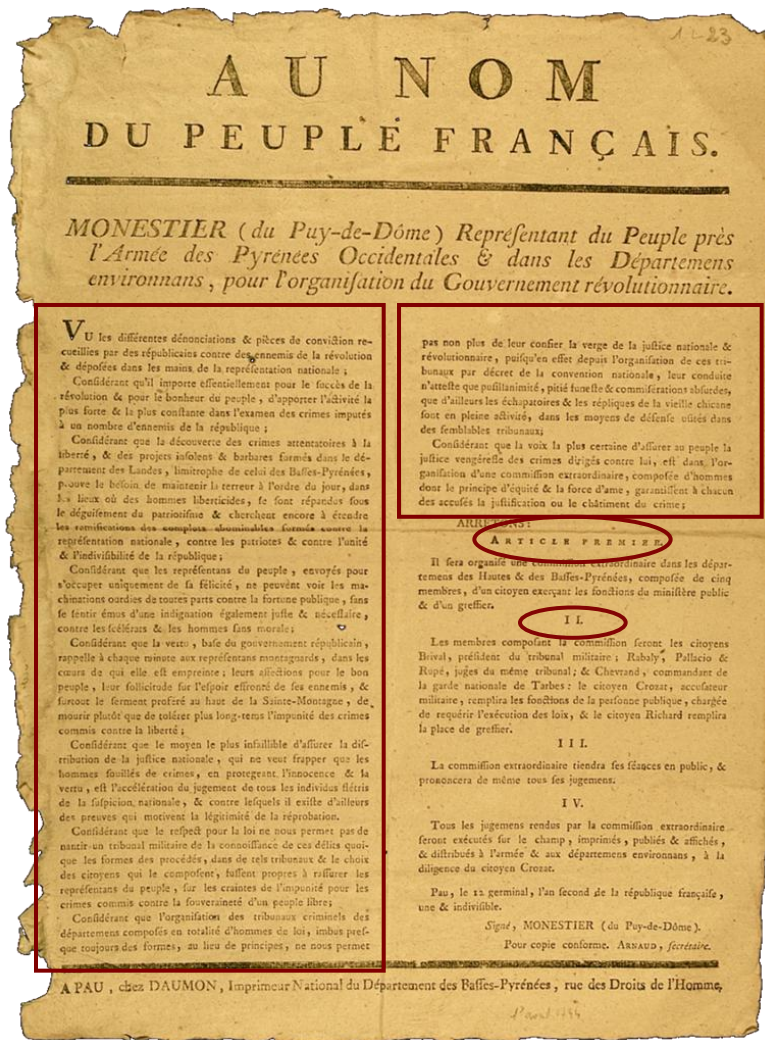 1-23
AU NOM
DU PEUPLE FRANÇAIS.
MONESTIER (du Puy-de-Dôme) Repréſentant du Peuple près
l'Armée des Pyrénées Occidentales & dans les Départemens
environnans, pour l'organiſation du Gouvernement révolutionnaire.
VU les différentes dénonciations & pièces de conviction re-
cueillies par des républicains contre des ennemis de la révolution
& déposées dans les mains de la repréſentation nationale ;
Conſidérant qu'il importe eſſentiellement pour le ſuccès de la
révolution & pour le bonheur du peuple, d'apporter l'activité la
plus forte & la plus conſtante dans l'examen des crimes imputés
à un nombre d'ennemis de la république ;
Conſidérant que la découverte des crimes attentatoires à la
liberté, & des projets inſolens & barbares formés dans le dé-
partement des Landes, limitrophe de celui des Baſſes-Pyrénées,
prouve le beſoin de maintenir la terreur à l'ordre du jour, dans
les lieux où des hommes liberticides, ſe ſont répandus ſous
le déguiſement du patriotiſme & cherchent encore à étendre
les ramifications des complots abominables formés contre la
repréſentation nationale, contre les patriotes & contre l'unité
& l'indiviſibilité de la république ;
Conſidérant que les repréſentans du peuple, envoyés pour
s'occuper uniquement de ſa félicité, ne peuvent voir les ma-
chinations ourdies de toutes parts contre la fortune publique, ſans
ſe ſentir émus d'une indignation également juſte & néceſſaire,
contre les ſcélérats & les hommes ſans morale ;
Conſidérant que la vertu, baſe du gouvernement républicain,
rappelle à chaque minute aux repréſentans montagnards, dans les
cœurs de qui elle eſt empreinte ; leurs affections pour le bon
peuple, leur ſollicitude ſur l'eſpoir effronté de ſes ennemis, &
ſurtout le ſerment proféré au haut de la Sainte-Montagne, de
mourir plutôt que de tolérer plus long-tems l'impunité des crimes
commis contre la liberté ;
Conſidérant que le moyen le plus infaillible d'aſſurer la diſ-
tribution de la juſtice nationale, qui ne veut frapper que les
hommes ſouillés de crimes, en protegeant l'innocence & la
vertu, eſt l'accélération du jugement de tous les individus flétris
de la ſuſpicion nationale, & contre leſquels il exiſte d'ailleurs
des preuves qui motivent la légitimité de la réprobation.
Conſidérant que le reſpect pour la loi ne nous permet pas de
nantir un tribunal militaire de la connoiſſance de ces délits quoi-
que les formes des procédés, dans de tels tribunaux & le choix
des citoyens qui le compoſent, fuſſent propres à raſſurer les
repréſentans du peuple, ſur les craintes de l'impunité pour les
crimes commis contre la ſouveraineté d'un peuple libre ;
Conſidérant que l'organiſation des tribunaux criminels des
départemens compoſés en totalité d'hommes de loi, imbus preſ-
que toujours des formes, au lieu de principes, ne nous permet
pas non plus de leur confier la verge de la juſtice nationale &
révolutionnaire, puiſqu'en effet depuis l'organiſation de ces tri-
bunaux par décret de la convention nationale, leur conduite
n'atteſte que puſillanimité, pitié funeſte & commiſérations abſurdes,
que d'ailleurs les échapatoires & les répliques de la vieille chicane
ſont en pleine activité, dans les moyens de défenſe uſités dans
des ſemblables tribunaux ;
Conſidérant que la voix la plus certaine d'aſſurer au peuple la
juſtice vengéreſſe des crimes dirigés contre lui, eſt dans l'or-
ganiſation d'une commiſſion extraordinaire, compoſée d'hommes
dont le principe d'équité & la force d'ame, garantiſſent à chacun
des accuſés la juſtification ou le châtiment du crime ;
ARRETONS :
ARTICLE PREMIER.
Il ſera organiſé une commiſſion extraordinaire dans les dépar-
temens des Hautes & des Baſſes-Pyrénées, compoſée de cinq
membres, d'un citoyen exerçant les fonctions du miniſtère public
& d'un greffier.
II.
Les membres compoſant la commiſſion ſeront les citoyens
Brival, préſident du tribunal militaire ; Rabaly, Pallacio &
Rupé, juges du même tribunal ; & Chevrand, commandant de
la garde nationale de Tarbes : le citoyen Crozat, accuſateur
militaire, remplira les fonctions de la perſonne publique, chargée
de requérir l'exécution des loix, & le citoyen Richard remplira
la place de greffier.
III.
La commiſſion extraordinaire tiendra ſes ſéances en public, &
prononcera de même tous ſes jugemens.
IV.
Tous les jugemens rendus par la commiſſion extraordinaire
ſeront exécutés ſur le champ, imprimés, publiés & affichés,
& diſtribués à l'armée & aux départemens environnans, à la
diligence du citoyen Crozat.
Pau, le 12 germinal, l'an ſecond de la république françaiſe,
une & indiviſible.
Signé, MONESTIER (du Puy-de-Dôme).
Pour copie conforme. ARNAUD, ſecrétaire.
A PAU, chez DAUMON, Imprimeur National du Département des Baſſes-Pyrénées, rue des Droits de l'Homme,
1er avril 1794